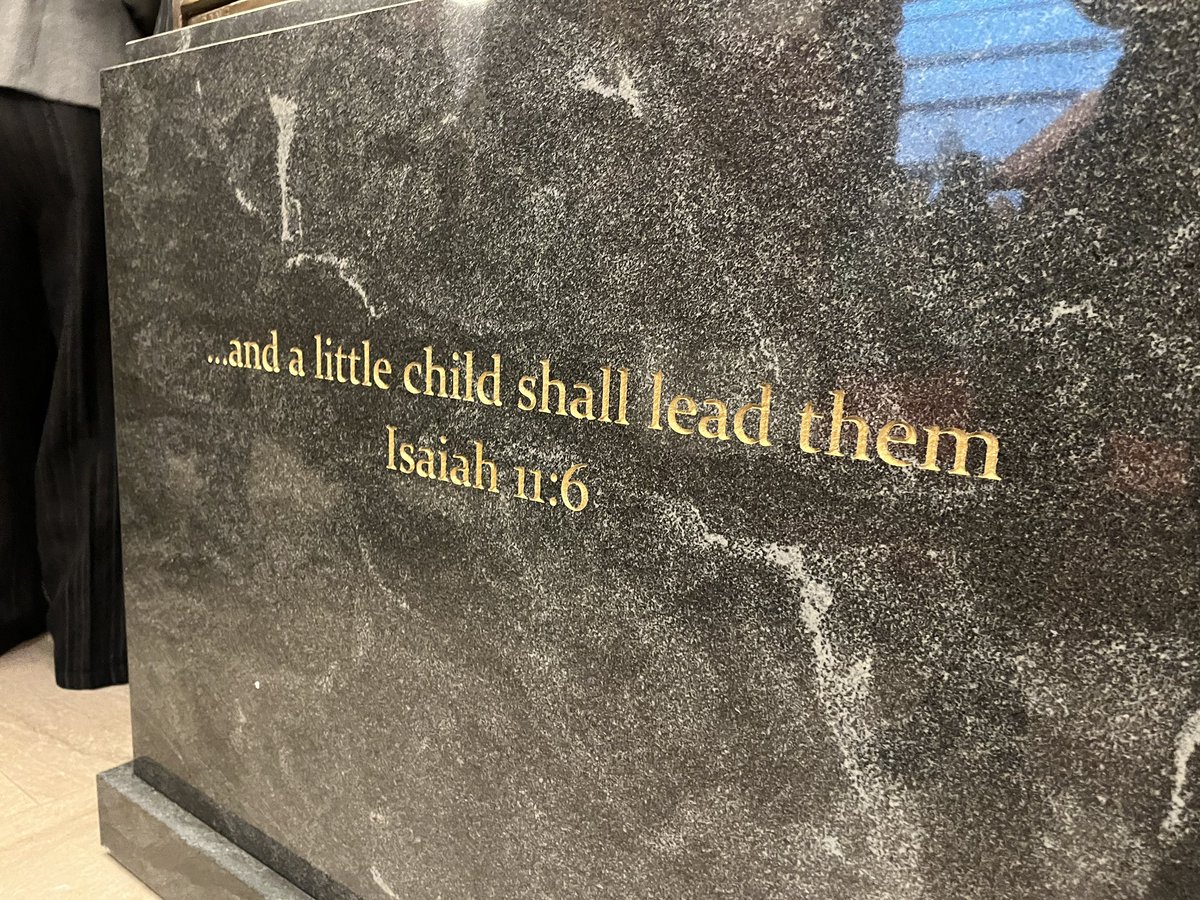 ...and a little child shall lead them
Isaiah 11:6